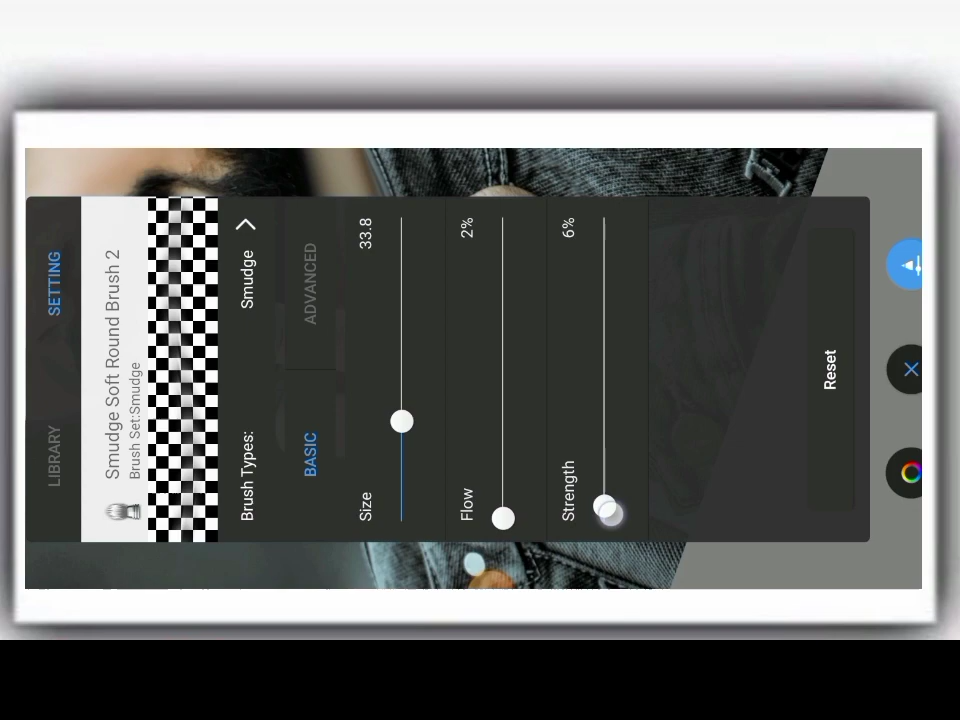 LIBRARY SETTING
Smudge Soft Round Brush 2
Brush Set:Smudge
Brush Types: Smudge
BASIC ADVANCED
Size 33.8
Flow 2%
Strength 6%
Reset